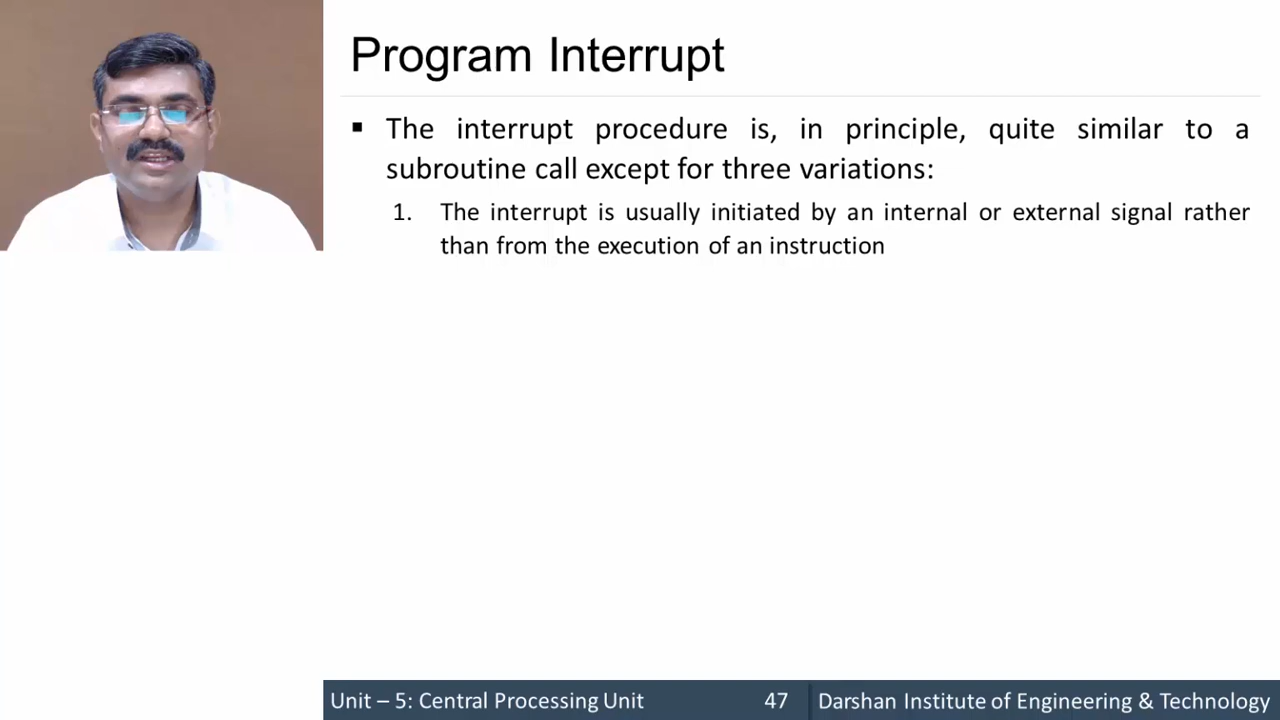 Program Interrupt
▪ The interrupt procedure is, in principle, quite similar to a
subroutine call except for three variations:
1. The interrupt is usually initiated by an internal or external signal rather
than from the execution of an instruction
Unit – 5: Central Processing Unit 47 Darshan Institute of Engineering & Technology